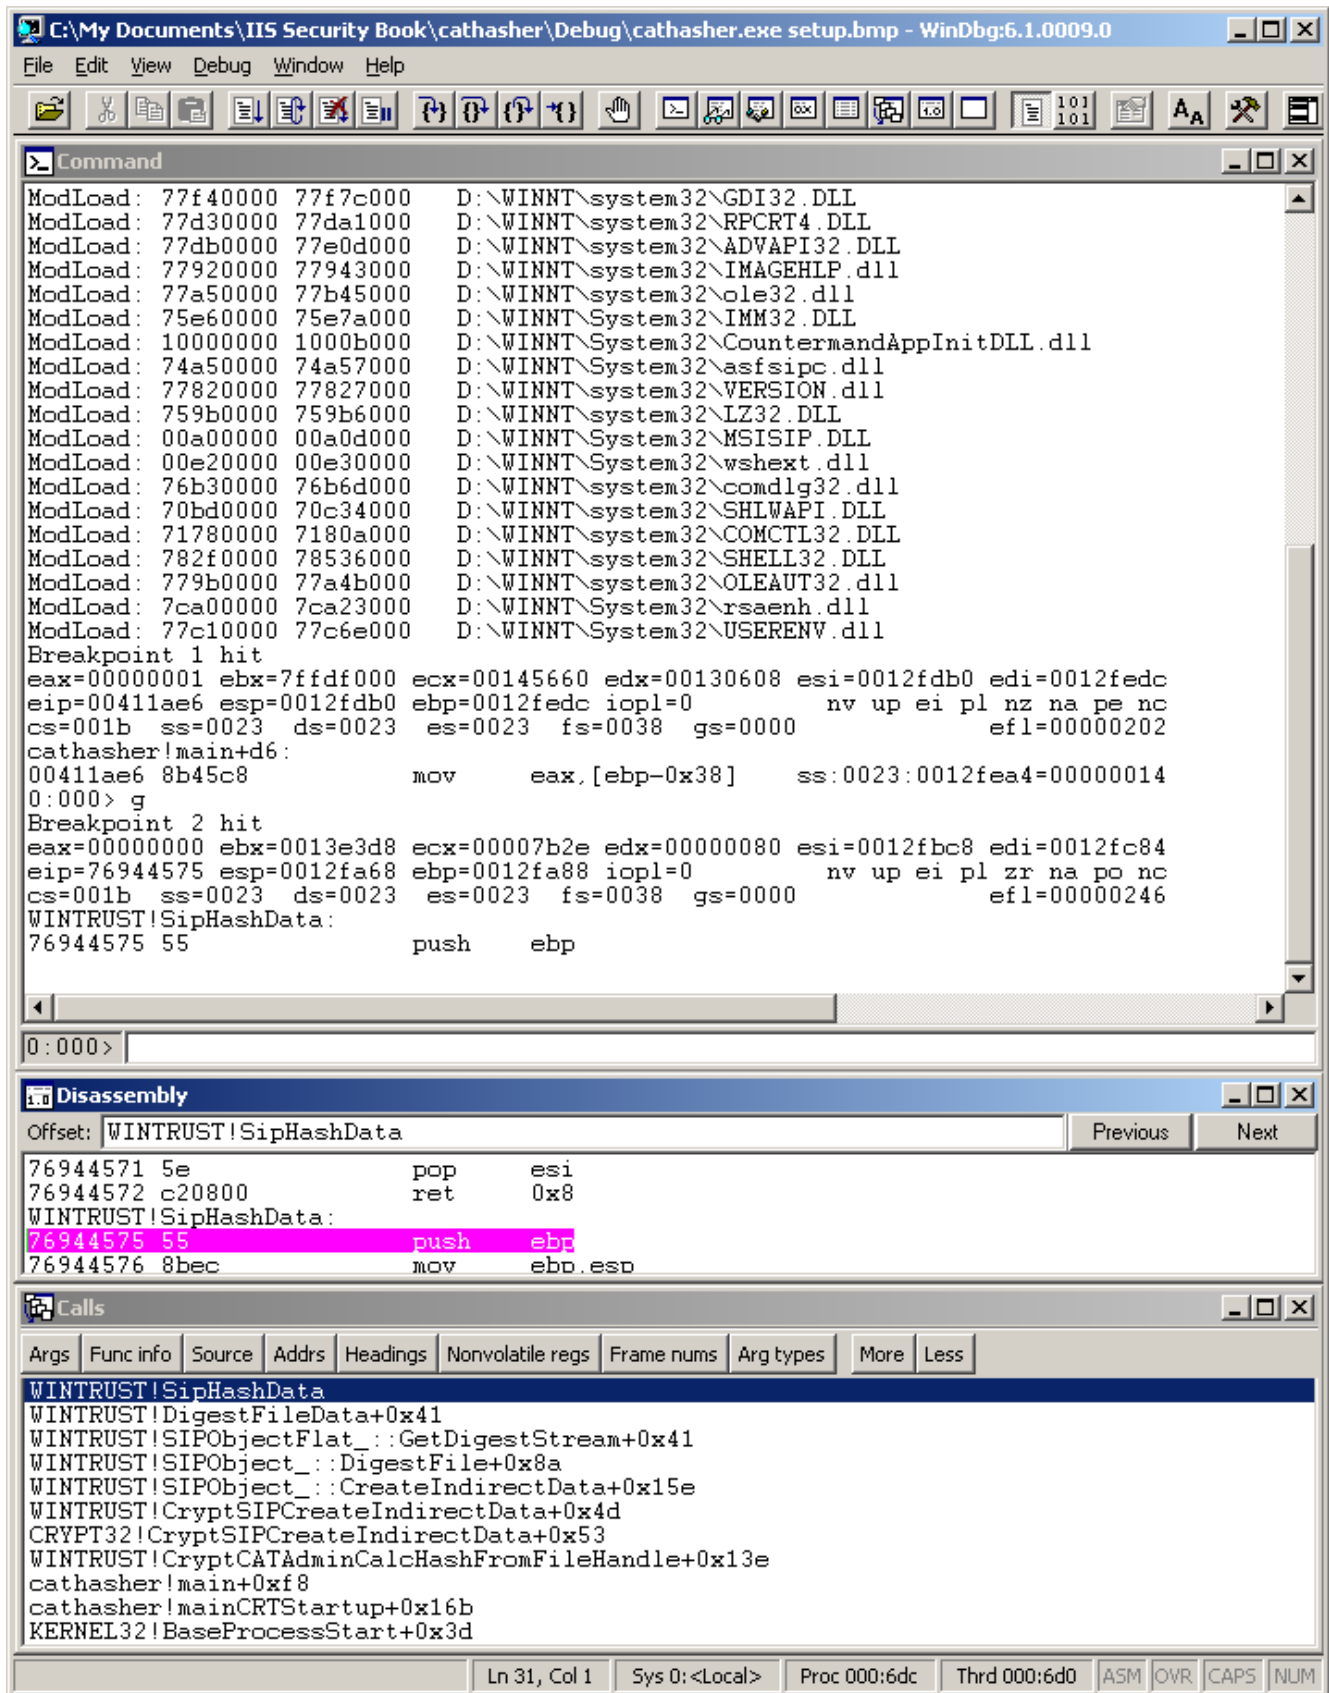 C:\My Documents\IIS Security Book\cathasher\Debug\cathasher.exe setup.bmp - WinDbg:6.1.0009.0
File Edit View Debug Window Help
Command
ModLoad: 77f40000 77f7c000   D:\WINNT\system32\GDI32.DLL
ModLoad: 77d30000 77da1000   D:\WINNT\system32\RPCRT4.DLL
ModLoad: 77db0000 77e0d000   D:\WINNT\system32\ADVAPI32.DLL
ModLoad: 77920000 77943000   D:\WINNT\system32\IMAGEHLP.dll
ModLoad: 77a50000 77b45000   D:\WINNT\system32\ole32.dll
ModLoad: 75e60000 75e7a000   D:\WINNT\System32\IMM32.DLL
ModLoad: 10000000 1000b000   D:\WINNT\System32\CountermandAppInitDLL.dll
ModLoad: 74a50000 74a57000   D:\WINNT\System32\asfsipc.dll
ModLoad: 77820000 77827000   D:\WINNT\system32\VERSION.dll
ModLoad: 759b0000 759b6000   D:\WINNT\system32\LZ32.DLL
ModLoad: 00a00000 00a0d000   D:\WINNT\System32\MSISIP.DLL
ModLoad: 00e20000 00e30000   D:\WINNT\System32\wshext.dll
ModLoad: 76b30000 76b6d000   D:\WINNT\system32\comdlg32.dll
ModLoad: 70bd0000 70c34000   D:\WINNT\system32\SHLWAPI.DLL
ModLoad: 71780000 7180a000   D:\WINNT\system32\COMCTL32.DLL
ModLoad: 782f0000 78536000   D:\WINNT\system32\SHELL32.DLL
ModLoad: 779b0000 77a4b000   D:\WINNT\system32\OLEAUT32.dll
ModLoad: 7ca00000 7ca23000   D:\WINNT\System32\rsaenh.dll
ModLoad: 77c10000 77c6e000   D:\WINNT\System32\USERENV.dll
Breakpoint 1 hit
eax=00000001 ebx=7ffdf000 ecx=00145660 edx=00130608 esi=0012fdb0 edi=0012fedc
eip=00411ae6 esp=0012fdb0 ebp=0012fedc iopl=0         nv up ei pl nz na pe nc
cs=001b  ss=0023  ds=0023  es=0023  fs=0038  gs=0000             efl=00000202
cathasher!main+d6:
00411ae6 8b45c8          mov     eax,[ebp-0x38]    ss:0023:0012fea4=00000014
0:000> g
Breakpoint 2 hit
eax=00000000 ebx=0013e3d8 ecx=00007b2e edx=00000080 esi=0012fbc8 edi=0012fc84
eip=76944575 esp=0012fa68 ebp=0012fa88 iopl=0         nv up ei pl zr na po nc
cs=001b  ss=0023  ds=0023  es=0023  fs=0038  gs=0000             efl=00000246
WINTRUST!SipHashData:
76944575 55              push    ebp
0:000>
Disassembly
Offset: WINTRUST!SipHashData Previous Next
76944571 5e              pop     esi
76944572 c20800          ret     0x8
WINTRUST!SipHashData:
76944575 55              push    ebp
76944576 8bec            mov     ebp,esp
Calls
Args Func info Source Addrs Headings Nonvolatile regs Frame nums Arg types More Less
WINTRUST!SipHashData
WINTRUST!DigestFileData+0x41
WINTRUST!SIPObjectFlat_::GetDigestStream+0x41
WINTRUST!SIPObject_::DigestFile+0x8a
WINTRUST!SIPObject_::CreateIndirectData+0x15e
WINTRUST!CryptSIPCreateIndirectData+0x4d
CRYPT32!CryptSIPCreateIndirectData+0x53
WINTRUST!CryptCATAdminCalcHashFromFileHandle+0x13e
cathasher!main+0xf8
cathasher!mainCRTStartup+0x16b
KERNEL32!BaseProcessStart+0x3d
Ln 31, Col 1 Sys 0:<Local> Proc 000:6dc Thrd 000:6d0 ASM OVR CAPS NUM